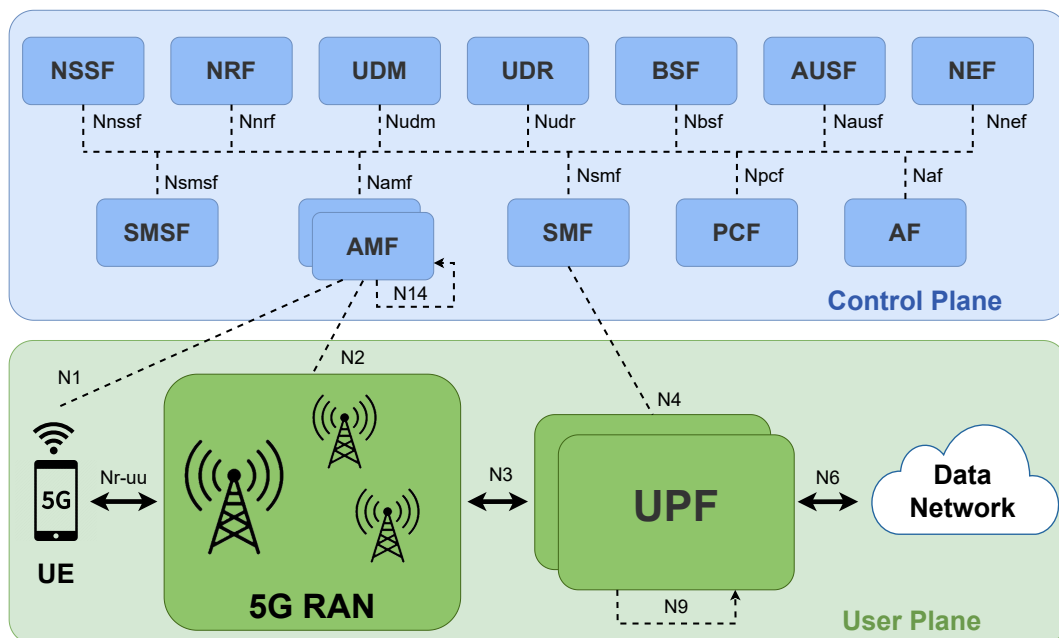 NSSF
NRF
UDM
UDR
BSF
AUSF
NEF
Nnssf
Nnrf
Nudm
Nudr
Nbsf
Nausf
Nnef
Nsmsf
Namf
Nsmf
Npcf
Naf
SMSF
AMF
SMF
PCF
AF
N14
Control Plane
N1
N2
N4
5G
UE
Nr-uu
5G RAN
N3
UPF
N9
N6
Data
Network
User Plane